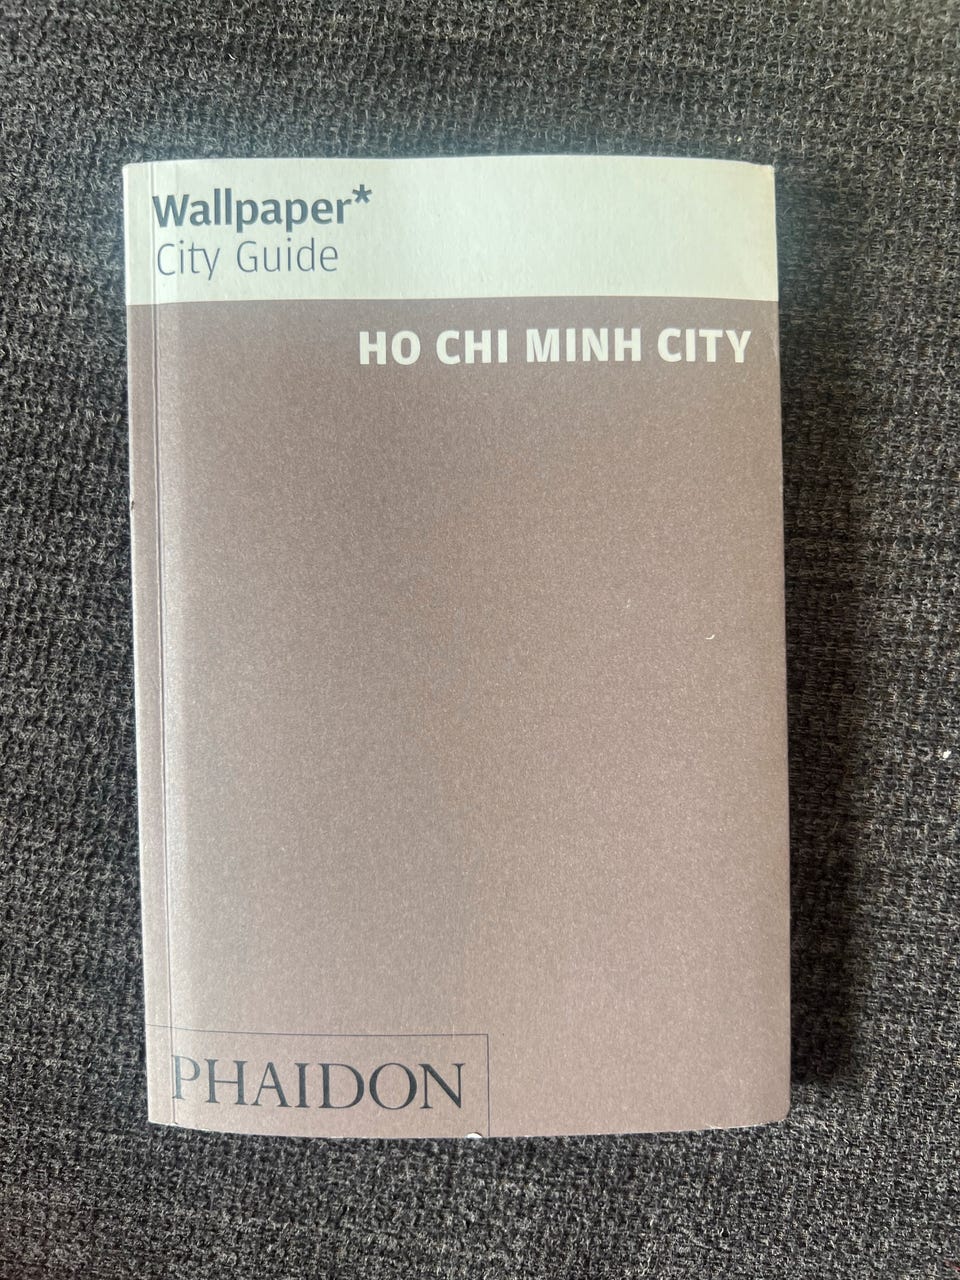 Wallpaper*
City Guide
HO CHI MINH CITY
PHAIDON